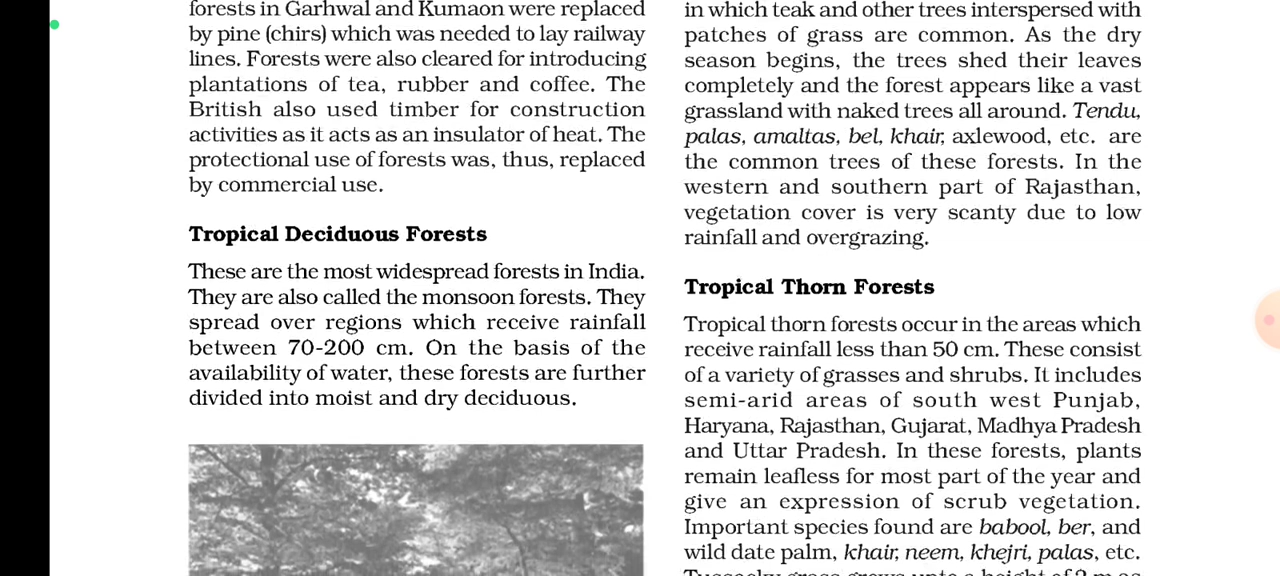 forests in Garhwal and Kumaon were replaced
by pine (chirs) which was needed to lay railway
lines. Forests were also cleared for introducing
plantations of tea, rubber and coffee. The
British also used timber for construction
activities as it acts as an insulator of heat. The
protectional use of forests was, thus, replaced
by commercial use.
Tropical Deciduous Forests
These are the most widespread forests in India.
They are also called the monsoon forests. They
spread over regions which receive rainfall
between 70-200 cm. On the basis of the
availability of water, these forests are further
divided into moist and dry deciduous.
in which teak and other trees interspersed with
patches of grass are common. As the dry
season begins, the trees shed their leaves
completely and the forest appears like a vast
grassland with naked trees all around. Tendu,
palas, amaltas, bel, khair, axlewood, etc. are
the common trees of these forests. In the
western and southern part of Rajasthan,
vegetation cover is very scanty due to low
rainfall and overgrazing.
Tropical Thorn Forests
Tropical thorn forests occur in the areas which
receive rainfall less than 50 cm. These consist
of a variety of grasses and shrubs. It includes
semi-arid areas of south west Punjab,
Haryana, Rajasthan, Gujarat, Madhya Pradesh
and Uttar Pradesh. In these forests, plants
remain leafless for most part of the year and
give an expression of scrub vegetation.
Important species found are babool, ber, and
wild date palm, khair, neem, khejri, palas, etc.
Tussocky grass grows upto a height of 2 m as